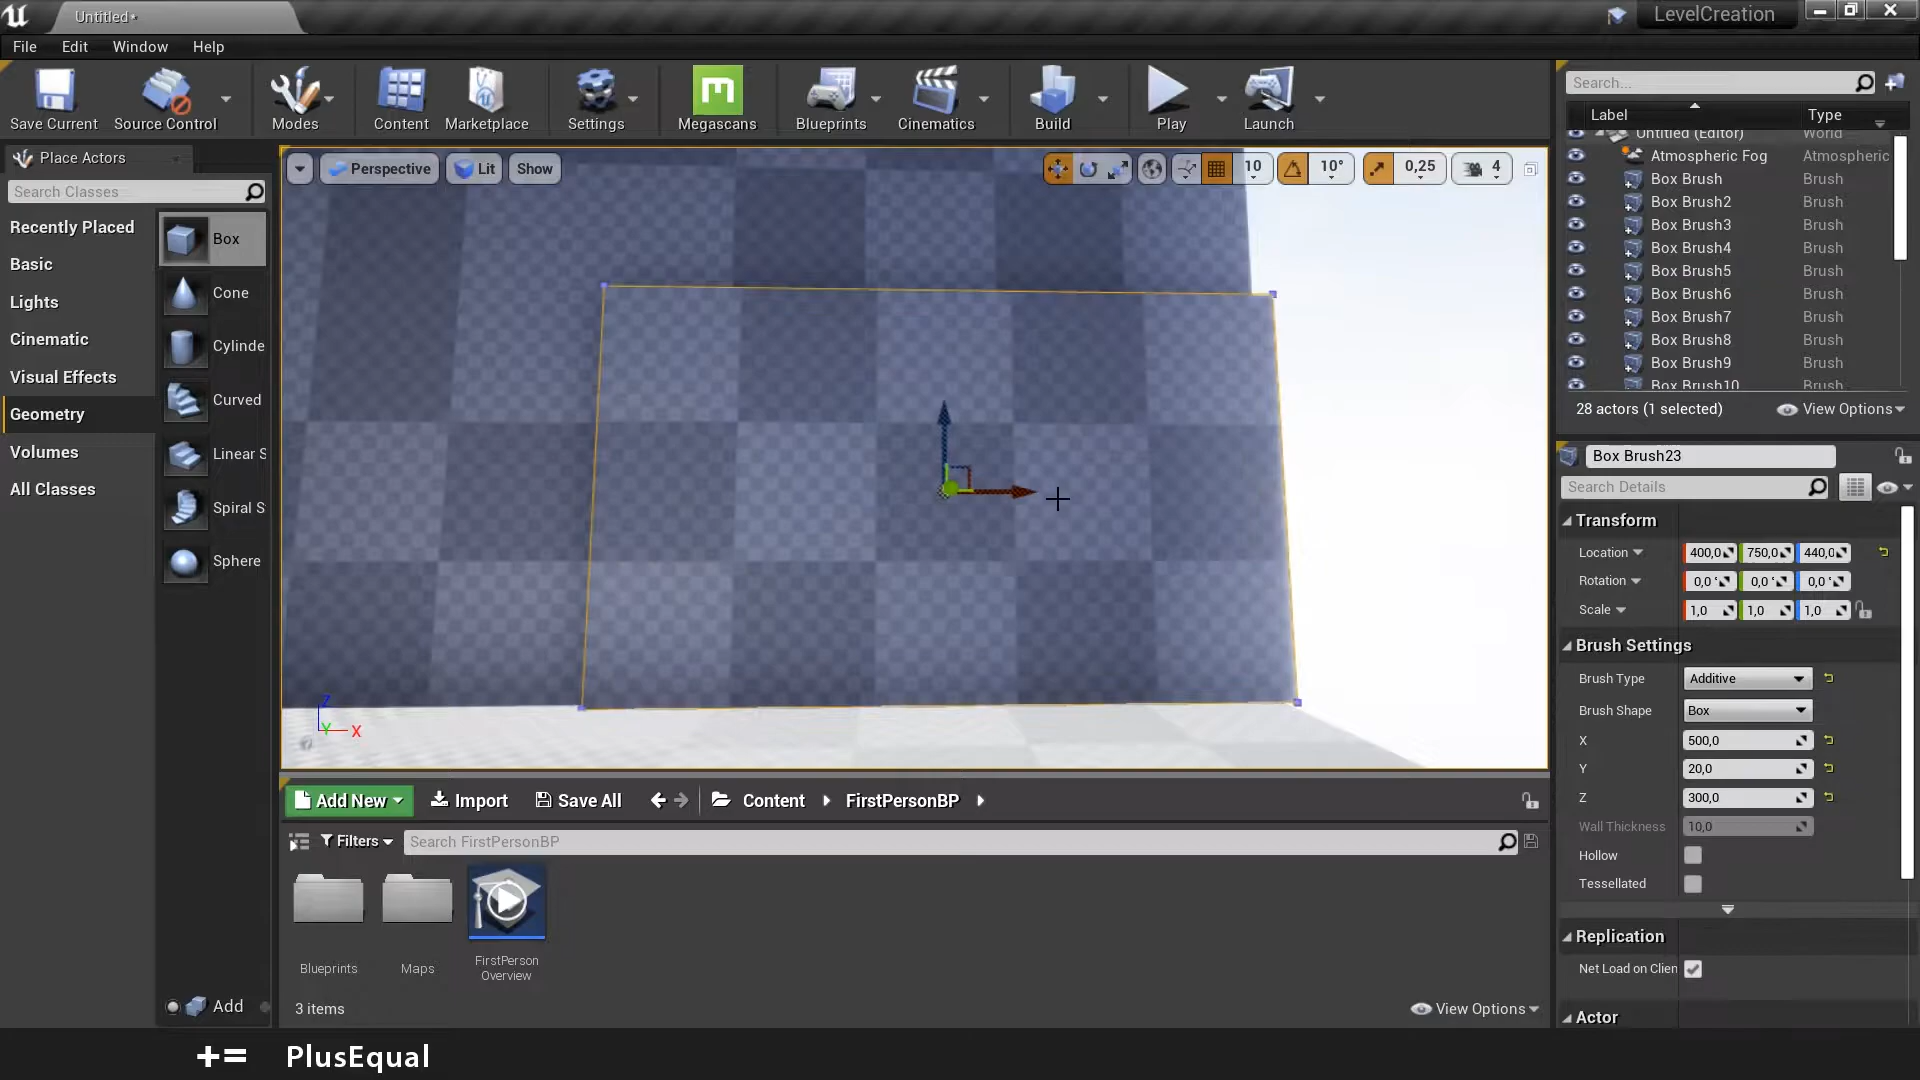 Untitled*
LevelCreation
File
Edit
Window
Help
Save Current
Source Control
Modes
Content
Marketplace
Settings
Megascans
Blueprints
Cinematics
Build
Play
Launch
Search...
Label
Type
Untitled (Editor)
World
Atmospheric Fog
Atmospheric
Box Brush
Brush
Box Brush2
Brush
Box Brush3
Brush
Box Brush4
Brush
Box Brush5
Brush
Box Brush6
Brush
Box Brush7
Brush
Box Brush8
Brush
Box Brush9
Brush
Box Brush10
Brush
28 actors (1 selected)
View Options
Place Actors
Search Classes
Recently Placed
Basic
Lights
Cinematic
Visual Effects
Geometry
Volumes
All Classes
Box
Cone
Cylinde
Curved
Linear S
Spiral S
Sphere
Add
Perspective
Lit
Show
10
10°
0,25
4
Z
Y
X
Box Brush23
Search Details
Transform
Location
400,0
750,0
440,0
Rotation
0,0 °
0,0 °
0,0 °
Scale
1,0
1,0
1,0
Brush Settings
Brush Type
Additive
Brush Shape
Box
X
500,0
Y
20,0
Z
300,0
Wall Thickness
10,0
Hollow
Tessellated
Replication
Net Load on Clien
Actor
Add New
Import
Save All
Content
FirstPersonBP
Filters
Search FirstPersonBP
Blueprints
Maps
FirstPerson
Overview
3 items
View Options
+= PlusEqual